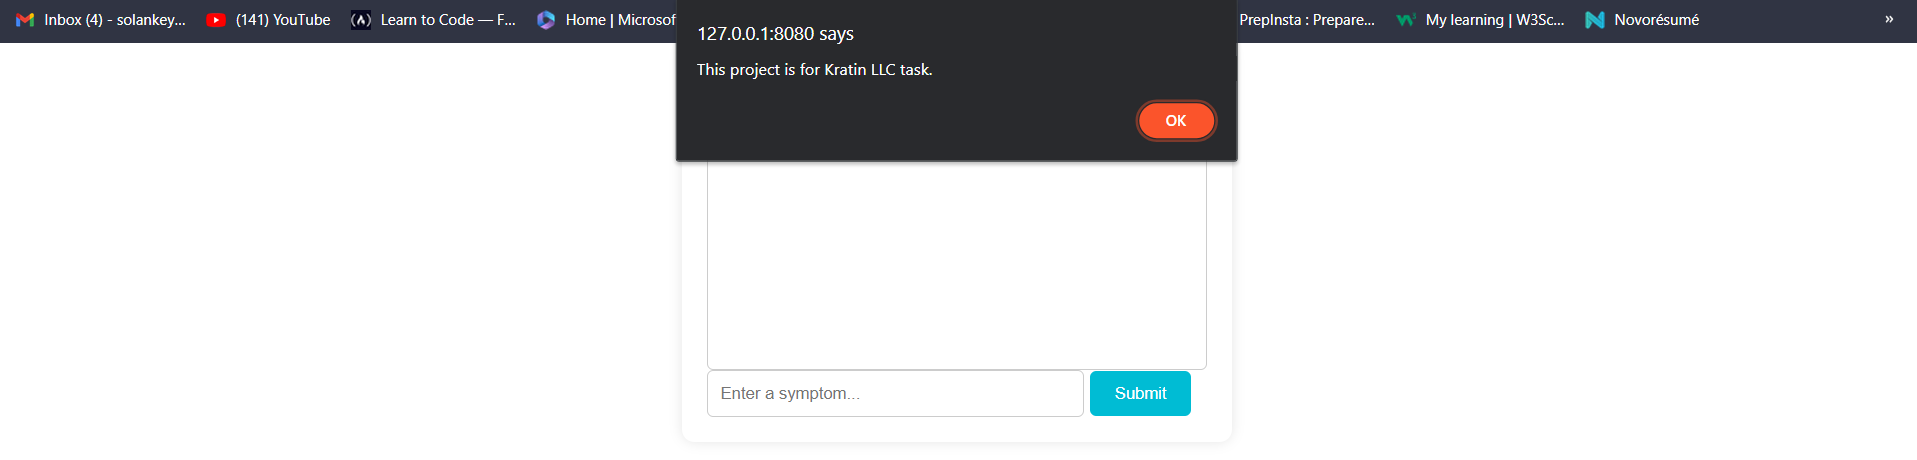 Inbox (4) - solankey...
(141) YouTube
Learn to Code — F...
Home | Microsof
PrepInsta : Prepare...
My learning | W3Sc...
Novorésumé
»
127.0.0.1:8080 says
This project is for Kratin LLC task.
OK
Enter a symptom...
Submit